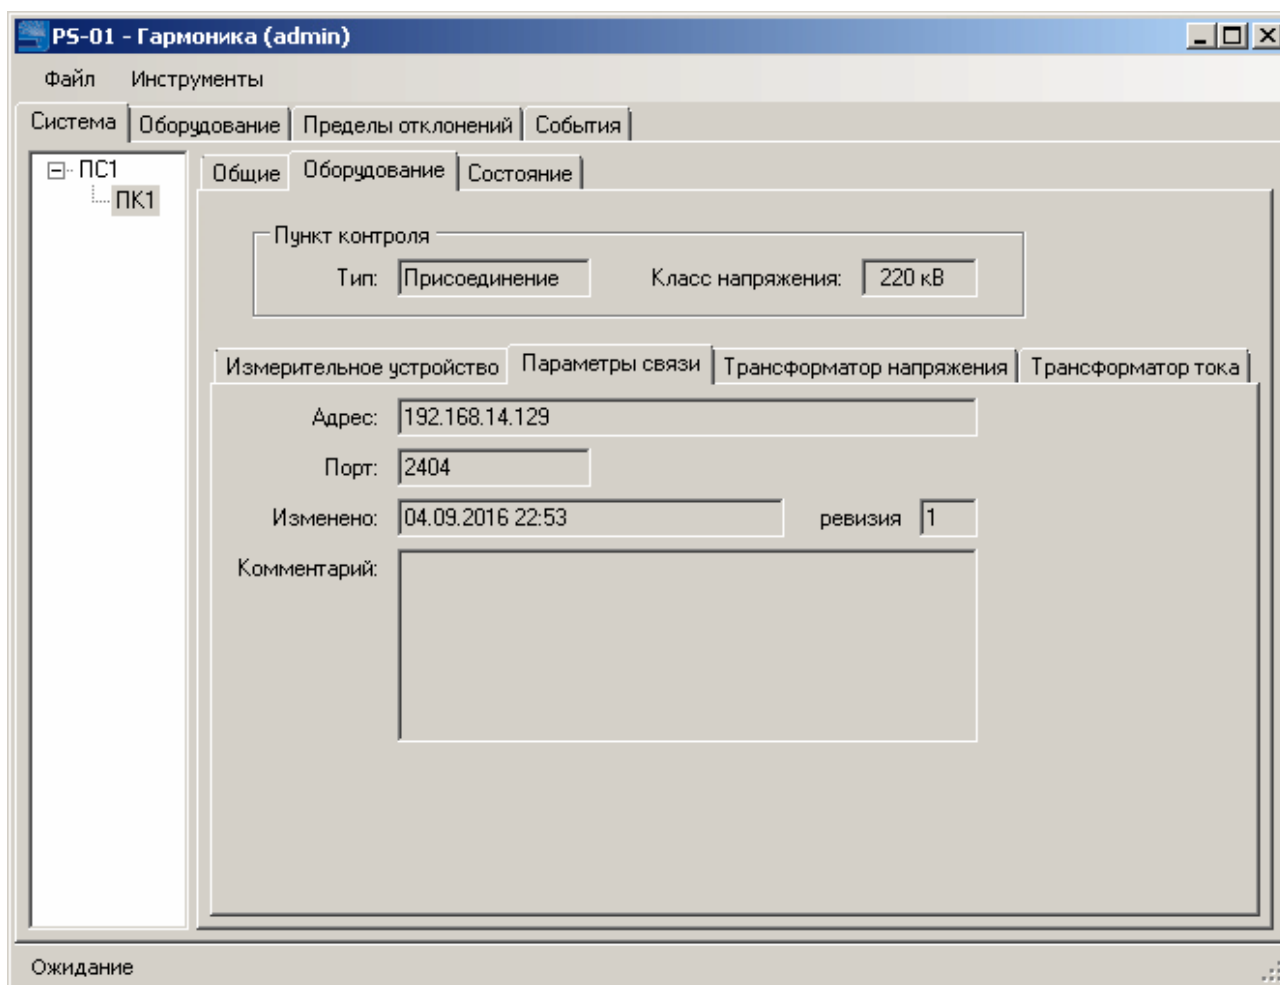 PS-01 - Гармоника (admin)
Файл Инструменты
Система Оборудование Пределы отклонений События
ПС1
ПК1
Общие Оборудование Состояние
Пункт контроля
Тип: Присоединение Класс напряжения: 220 кВ
Измерительное устройство Параметры связи Трансформатор напряжения Трансформатор тока
Адрес: 192.168.14.129
Порт: 2404
Изменено: 04.09.2016 22:53 ревизия 1
Комментарий:
Ожидание